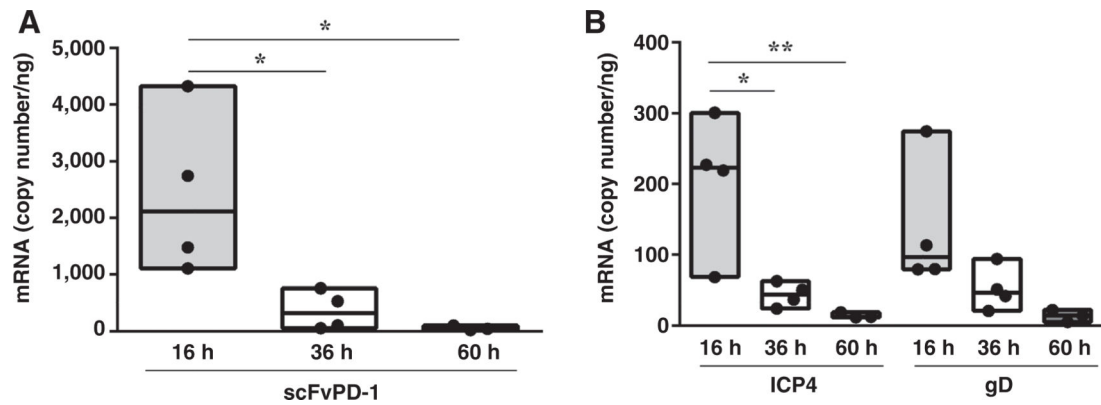 A
mRNA (copy number/ng)
5,000
4,000
3,000
2,000
1,000
0
*
*
16 h 36 h 60 h
scFvPD-1
B
mRNA (copy number/ng)
400
300
200
100
0
**
*
16 h 36 h 60 h 16 h 36 h 60 h
ICP4 gD